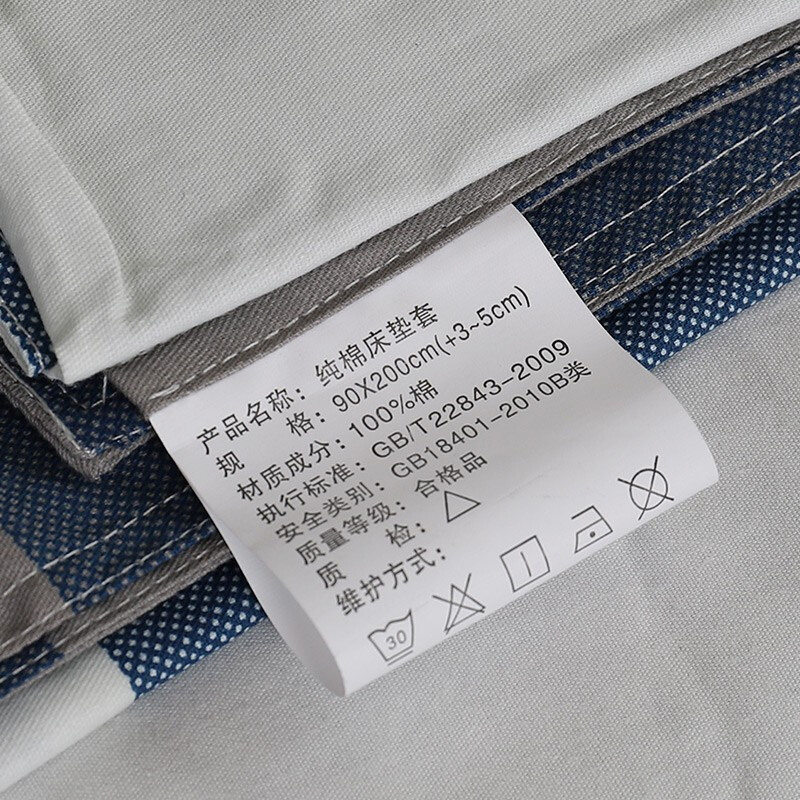 产品名称：纯棉床垫套
规 格：90X200cm(+3~5cm)
材质成分：100%棉
执行标准：GB/T22843-2009
安全类别：GB18401-2010B类
质量等级：合格品
质 检：
维护方式：
30